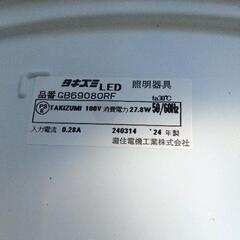 タキズミLED 照明器具
品番 GB69080RF ta30℃
PSE TAKIZUMI 100V 消費電力 27.8W 50/60Hz
入力電流 0.28A 240314 '24年製
瀧住電機工業株式会社